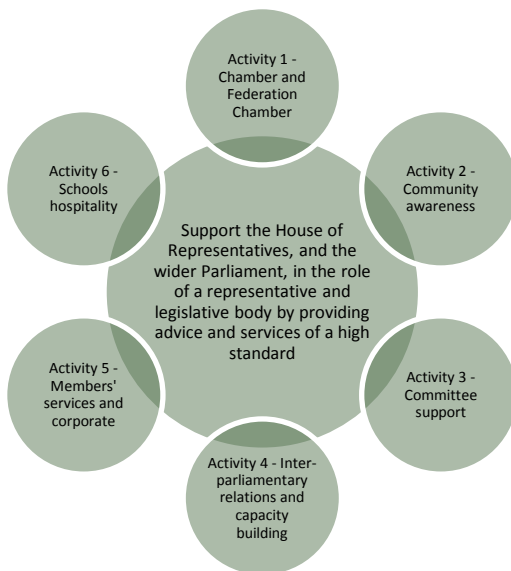 Activity 1 -
Chamber and
Federation
Chamber
Activity 2 -
Community
awareness
Activity 3 -
Committee
support
Activity 4 - Inter-
parliamentary
relations and
capacity
building
Activity 5 -
Members'
services and
corporate
Activity 6 -
Schools
hospitality
Support the House of
Representatives, and the
wider Parliament, in the role
of a representative and
legislative body by providing
advice and services of a high
standard